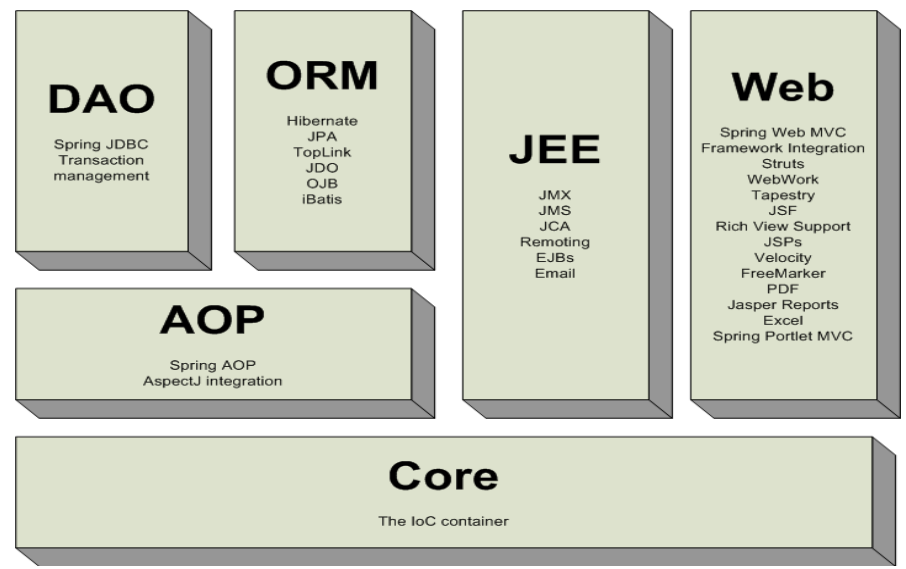 DAO
Spring JDBC
Transaction
management
ORM
Hibernate
JPA
TopLink
JDO
OJB
iBatis
JEE
JMX
JMS
JCA
Remoting
EJBs
Email
Web
Spring Web MVC
Framework Integration
Struts
WebWork
Tapestry
JSF
Rich View Support
JSPs
Velocity
FreeMarker
PDF
Jasper Reports
Excel
Spring Portlet MVC
AOP
Spring AOP
AspectJ integration
Core
The IoC container